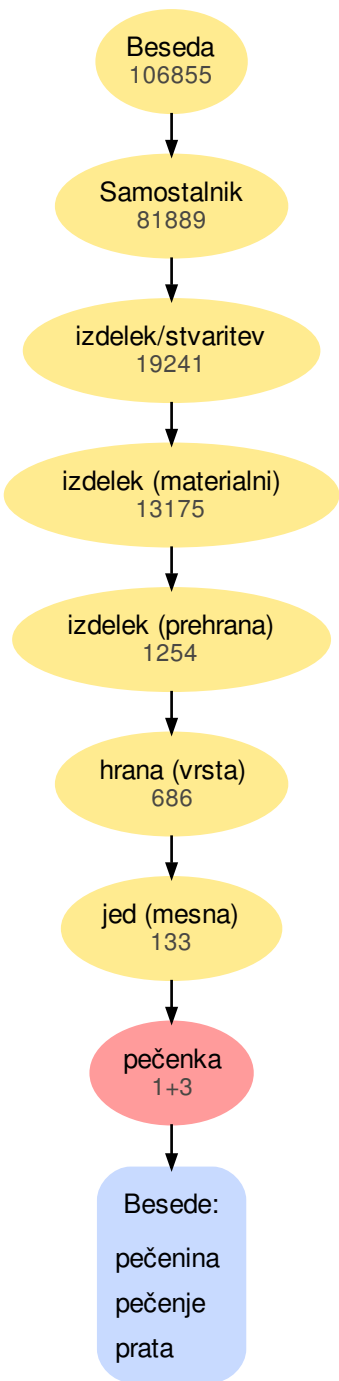 Beseda
106855
Samostalnik
81889
izdelek/stvaritev
19241
izdelek (materialni)
13175
izdelek (prehrana)
1254
hrana (vrsta)
686
jed (mesna)
133
pečenka
1+3
Besede:
pečenina
pečenje
prata